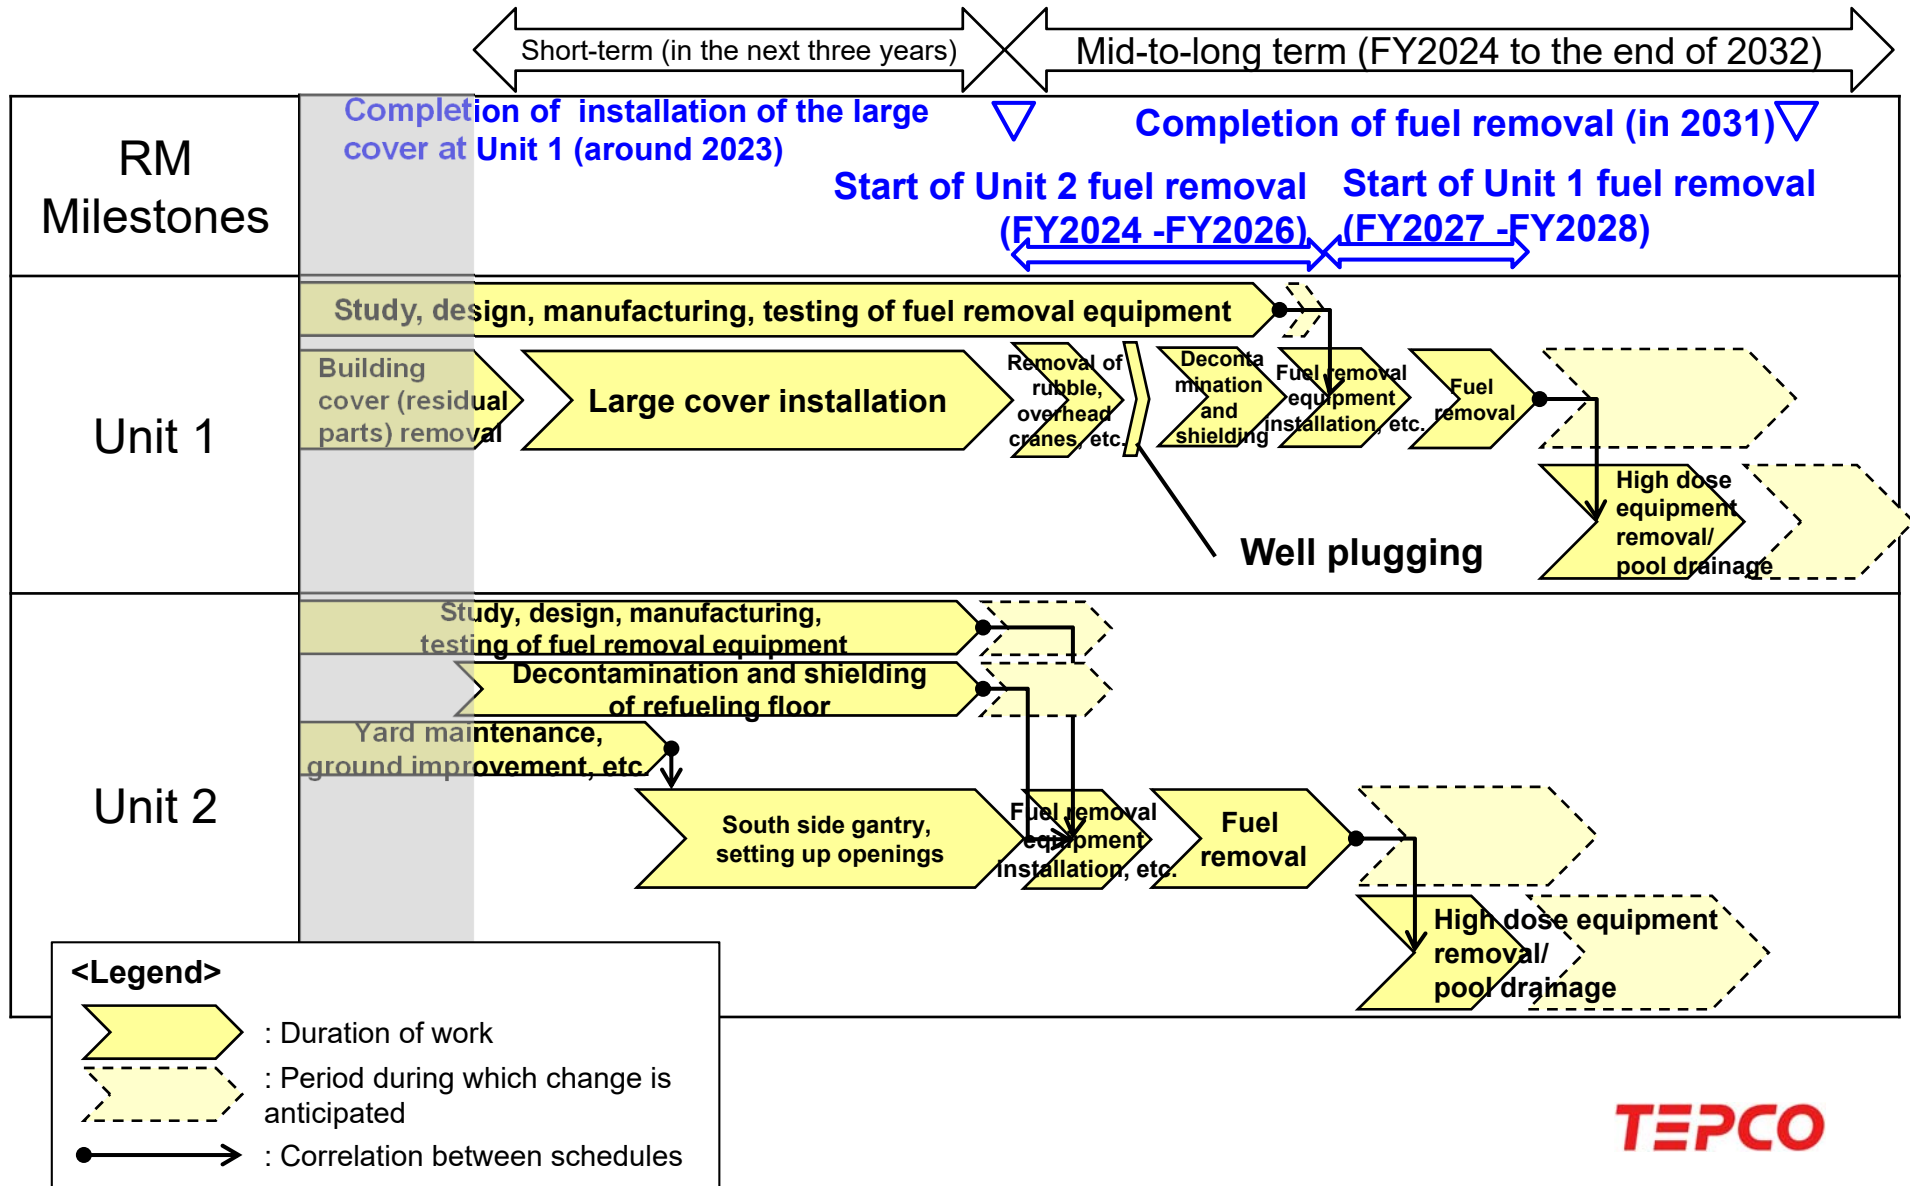 Short-term (in the next three years)
Mid-to-long term (FY2024 to the end of 2032)
RM
Milestones
Completion of installation of the large
cover at Unit 1 (around 2023)
Completion of fuel removal (in 2031)
Start of Unit 2 fuel removal
(FY2024 -FY2026)
Start of Unit 1 fuel removal
(FY2027 -FY2028)
Unit 1
Study, design, manufacturing, testing of fuel removal equipment
Building
cover (residual
parts) removal
Large cover installation
Removal of
rubble,
overhead
cranes, etc.
Deconta
mination
and
shielding
Fuel removal
equipment
installation, etc.
Fuel
removal
High dose
equipment
removal/
pool drainage
Well plugging
Unit 2
Study, design, manufacturing,
testing of fuel removal equipment
Decontamination and shielding
of refueling floor
Yard maintenance,
ground improvement, etc.
South side gantry,
setting up openings
Fuel removal
equipment
installation, etc.
Fuel
removal
High dose equipment
removal/
pool drainage
<Legend>
: Duration of work
: Period during which change is
anticipated
: Correlation between schedules
TEPCO